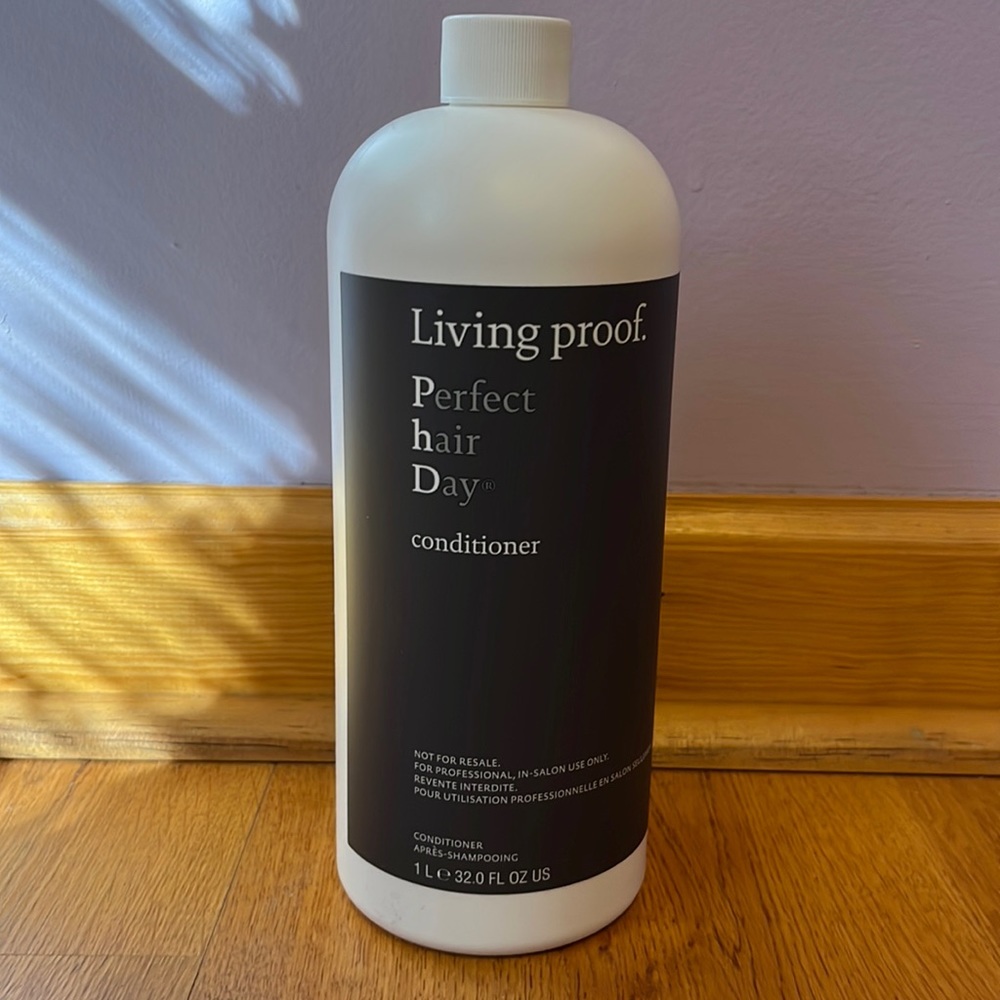 Living proof.
Perfect
hair
Day®
conditioner
NOT FOR RESALE.
FOR PROFESSIONAL, IN-SALON USE ONLY.
REVENTE INTERDITE.
POUR UTILISATION PROFESSIONNELLE EN SALON
CONDITIONER
APRÈS-SHAMPOOING
1 L ℮ 32.0 FL OZ US